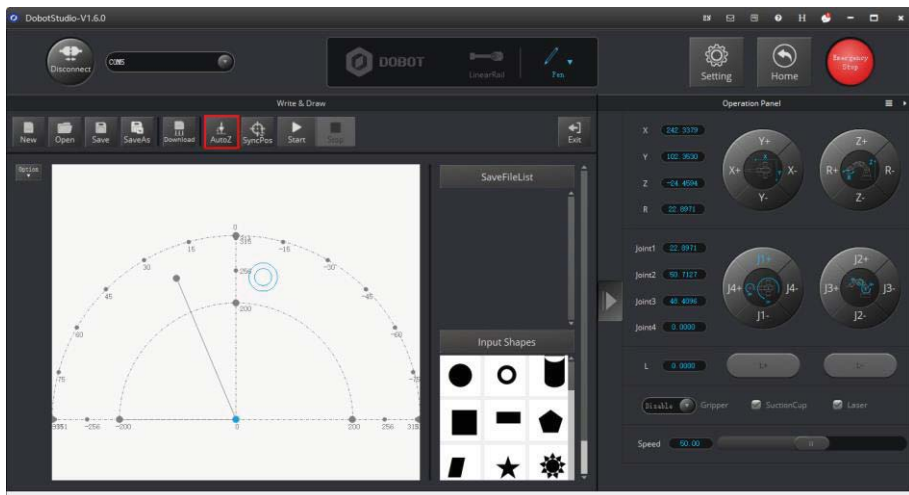 DobotStudio-V1.6.0
H
Disconnect
COM5
DOBOT
LinearRail
Pen
Setting
Home
Emergency
Stop
Write & Draw
Operation Panel
New
Open
Save
SaveAs
Download
AutoZ
SyncPos
Start
Stop
Exit
Option
SaveFileList
Input Shapes
0
315
15
-15
30
-30
256
45
-45
200
60
-60
75
-75
-256
-200
0
200
256
315
X 242.3379
Y 102.3530
Z -24.4594
R 22.8971
Y+
X+
X-
Y-
Z+
R+
R-
Z-
Joint1 22.8971
Joint2 50.7127
Joint3 48.4096
Joint4 0.0000
J1+
J4+
J4-
J1-
J2+
J3+
J3-
J2-
L 0.0000
L+
L-
Disable
Gripper
SuctionCup
Laser
Speed 50.00